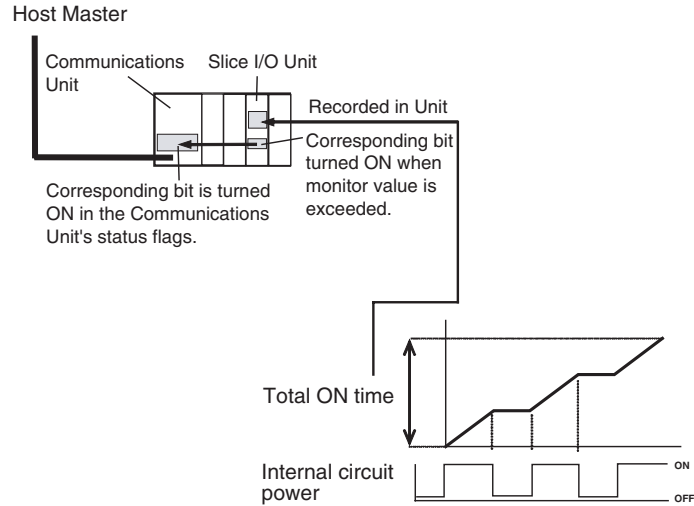 Host Master
Communications
Unit
Slice I/O Unit
Recorded in Unit
Corresponding bit
turned ON when
monitor value is
exceeded.
Corresponding bit is turned
ON in the Communications
Unit's status flags.
Total ON time
Internal circuit
power
ON
OFF